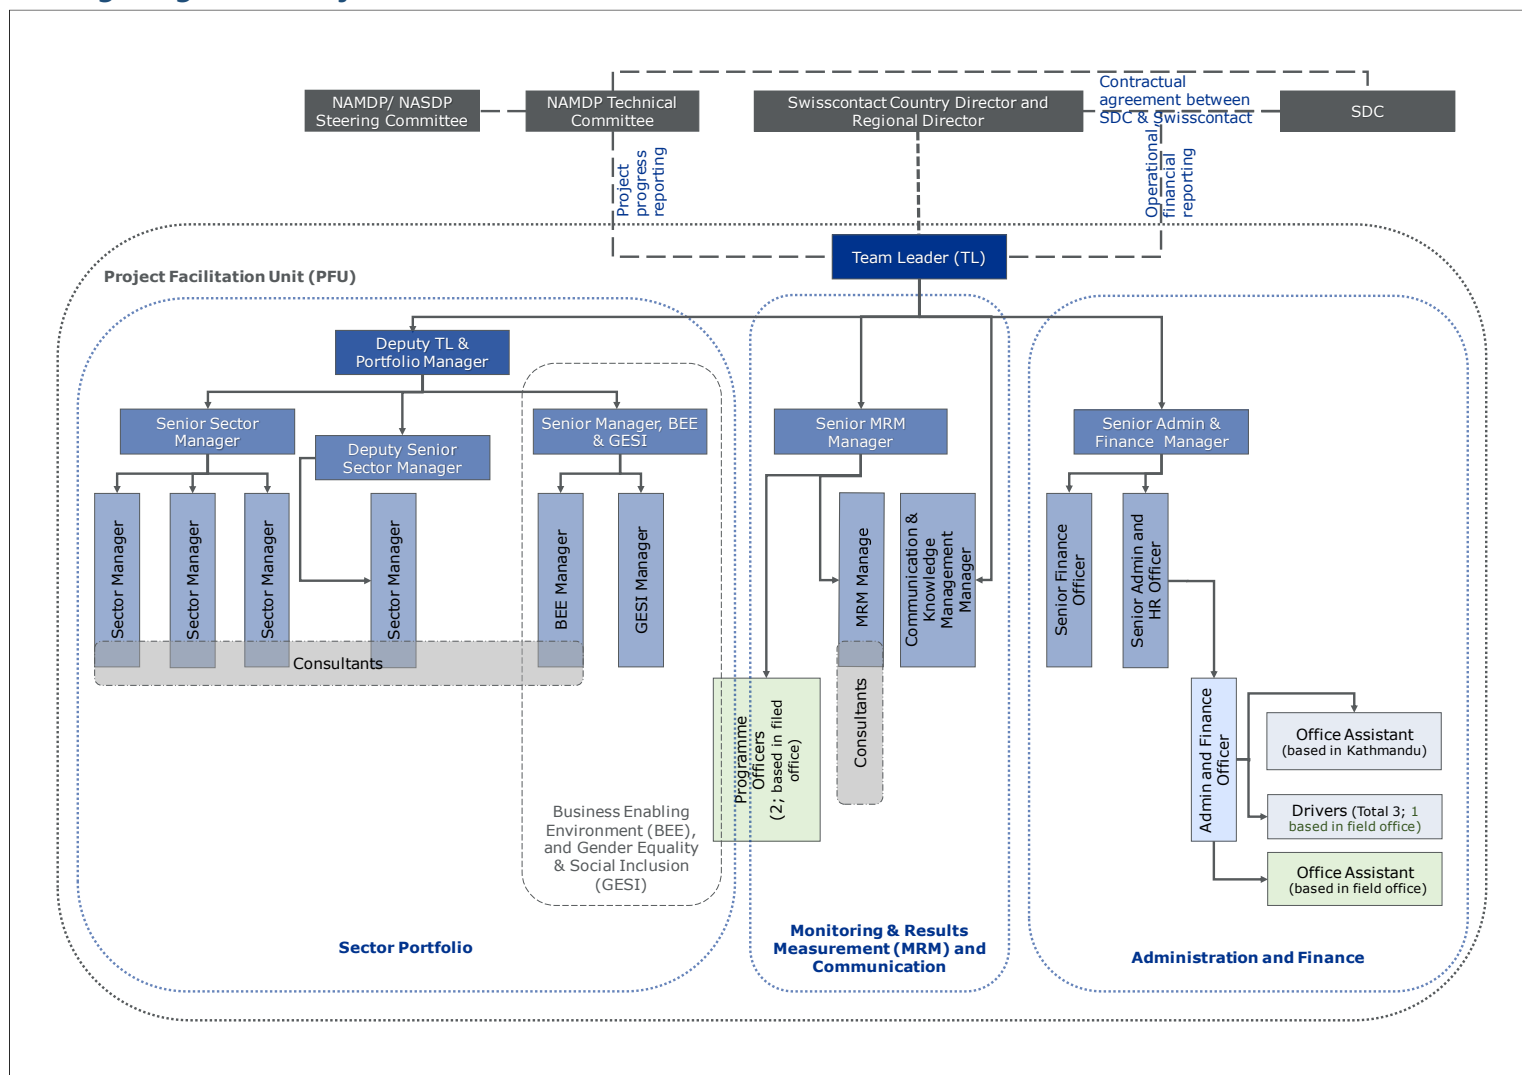 Contractual
agreement between
SDC & Swisscontact
NAMDP/ NASDP
Steering Committee
NAMDP Technical
Committee
Swisscontact Country Director and
Regional Director
SDC
Project
progress
reporting
Operational,
financial
reporting
Team Leader (TL)
Project Facilitation Unit (PFU)
Deputy TL &
Portfolio Manager
Senior Sector
Manager
Deputy Senior
Sector Manager
Senior Manager, BEE
& GESI
Senior MRM
Manager
Senior Admin &
Finance Manager
Sector Manager
Sector Manager
Sector Manager
Sector Manager
BEE Manager
GESI Manager
MRM Manage
Communication &
Knowledge
Management
Manager
Senior Finance
Officer
Senior Admin and
HR Officer
Consultants
Consultants
Programme
Officers
(2; based in filed
office)
Admin and Finance
Officer
Office Assistant
(based in Kathmandu)
Drivers (Total 3; 1
based in field office)
Office Assistant
(based in field office)
Business Enabling
Environment (BEE),
and Gender Equality
& Social Inclusion
(GESI)
Sector Portfolio
Monitoring & Results
Measurement (MRM) and
Communication
Administration and Finance